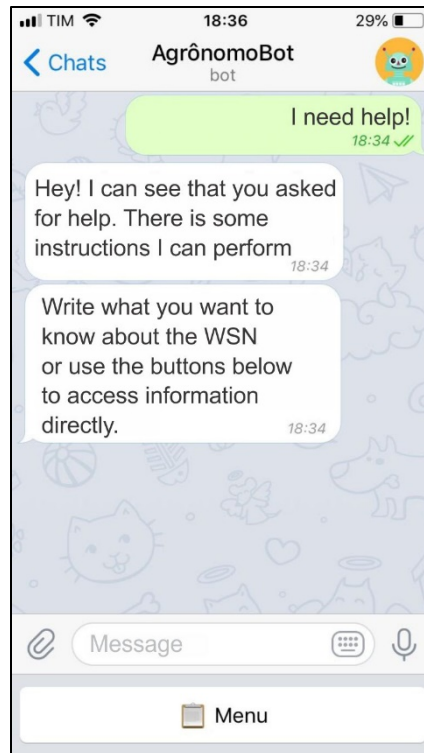 TIM 18:36 29%
Chats AgrônomoBot
bot
I need help!
18:34
Hey! I can see that you asked
for help. There is some
instructions I can perform
18:34
Write what you want to
know about the WSN
or use the buttons below
to access information
directly.
18:34
Message
Menu